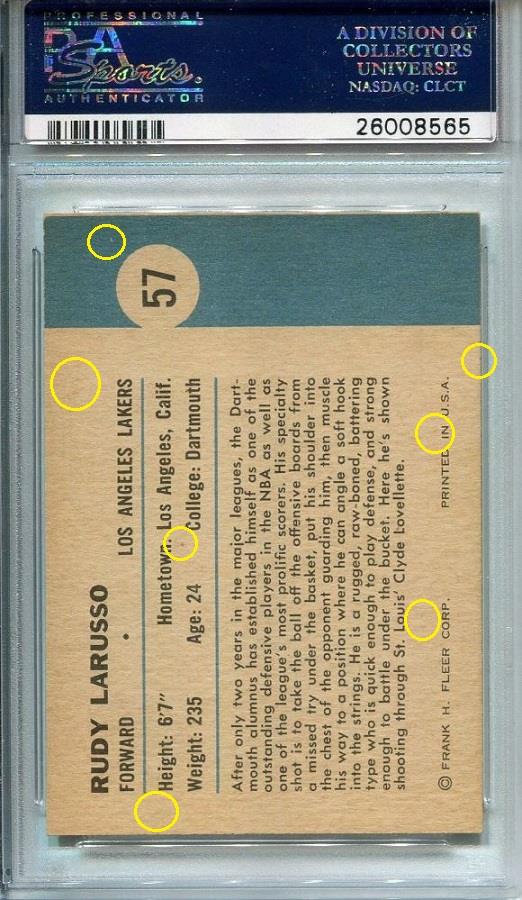 PROFESSIONAL
PSA
Sports
AUTHENTICATOR
A DIVISION OF
COLLECTORS
UNIVERSE
NASDAQ: CLCT
26008565
57
RUDY LARUSSO
FORWARD • LOS ANGELES LAKERS
Height: 6'7" Hometown: Los Angeles, Calif.
Weight: 235 Age: 24 College: Dartmouth
After only two years in the major leagues, the Dart-
mouth alumnus has established himself as one of the
outstanding defensive players in the NBA as well as
one of the league's most prolific scorers. His specialty
shot is to take the ball off the offensive boards from
a missed try under the basket, put his shoulder into
the chest of the opponent guarding him, then muscle
his way to a position where he can angle a soft hook
into the strings. He is a rugged, raw-boned, battering
type who is quick enough to play defense, and strong
enough to battle under the bucket. Here he's shown
shooting through St. Louis' Clyde Lovellette.
© FRANK H. FLEER CORP. PRINTED IN U.S.A.